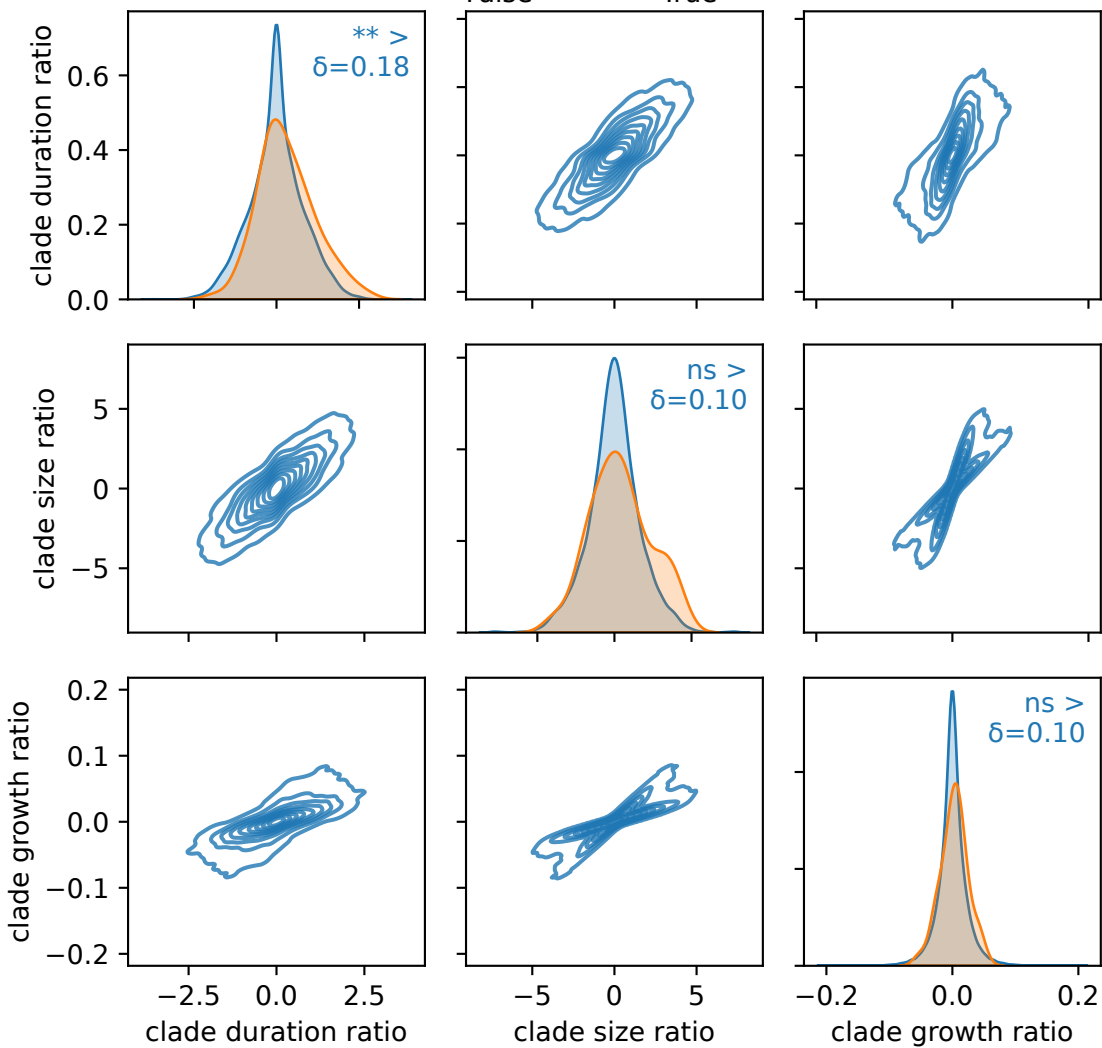 clade duration ratio
0.6
0.4
0.2
0.0
** >
δ=0.18
clade size ratio
5
0
−5
ns >
δ=0.10
clade growth ratio
0.2
0.1
0.0
−0.1
−0.2
ns >
δ=0.10
−2.5 0.0 2.5
clade duration ratio
−5 0 5
clade size ratio
−0.2 0.0 0.2
clade growth ratio